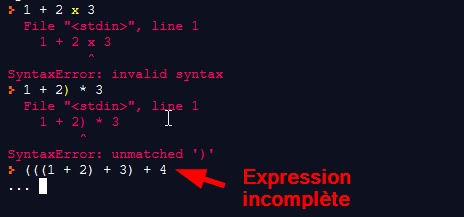 > 1 + 2 x 3
File "<stdin>", line 1
1 + 2 x 3
^
SyntaxError: invalid syntax
> 1 + 2) * 3
File "<stdin>", line 1
1 + 2) * 3
^
SyntaxError: unmatched ')'
> (((1 + 2) + 3) + 4
...
Expression
incomplète